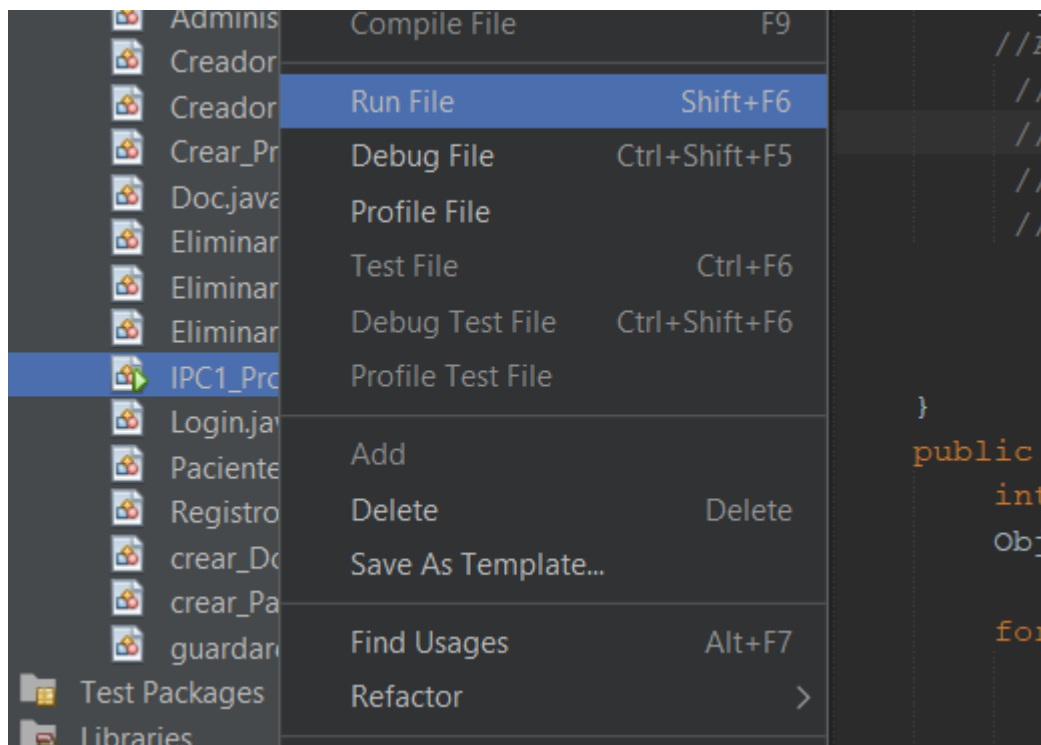 Adminis
Creador
Creador
Crear_Pr
Doc.java
Eliminar
Eliminar
Eliminar
IPC1_Pro
Login.jav
Paciente
Registro
crear_Do
crear_Pa
guardar
Test Packages
Libraries
Compile File F9
Run File Shift+F6
Debug File Ctrl+Shift+F5
Profile File
Test File Ctrl+F6
Debug Test File Ctrl+Shift+F6
Profile Test File
Add
Delete Delete
Save As Template...
Find Usages Alt+F7
Refactor >
//
//
//
//
//
}
public
int
Obj
for